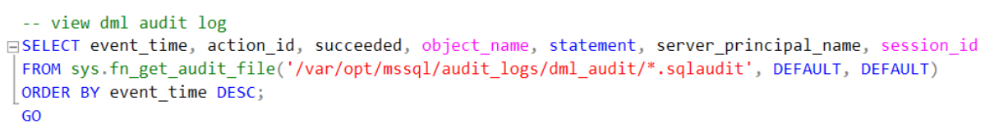 -- view dml audit log
SELECT event_time, action_id, succeeded, object_name, statement, server_principal_name, session_id
FROM sys.fn_get_audit_file('/var/opt/mssql/audit_logs/dml_audit/*.sqlaudit', DEFAULT, DEFAULT)
ORDER BY event_time DESC;
GO